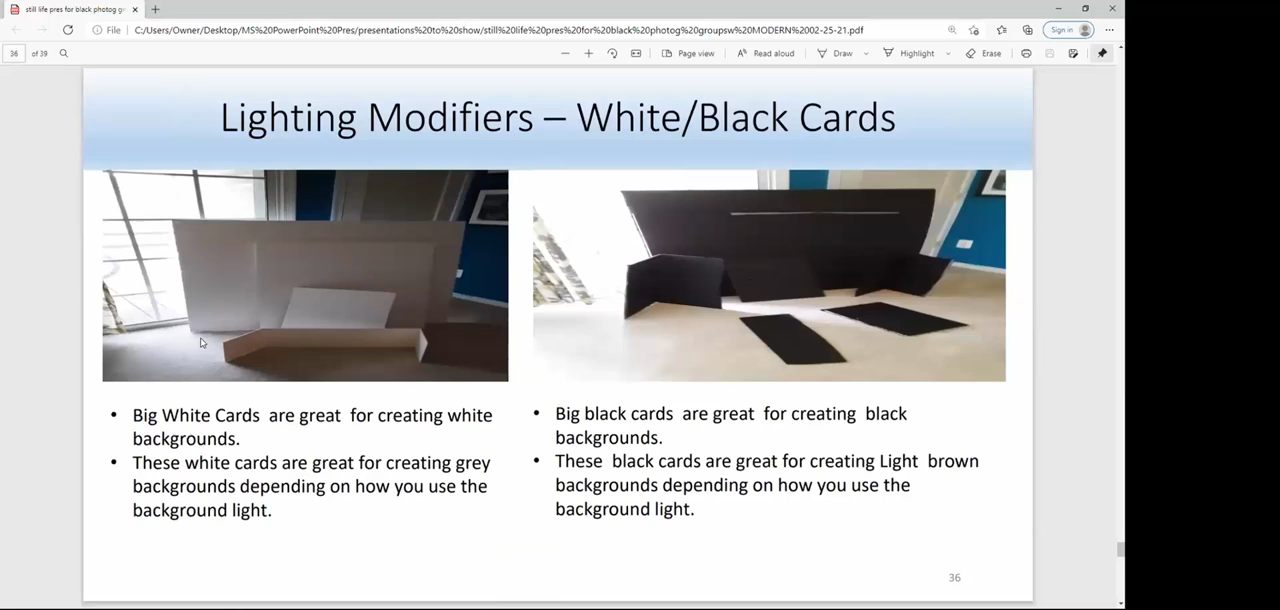 still life pres for black photog gr
File
C:/Users/Owner/Desktop/MS%20PowerPoint%20Pres/presentations%20to%20show/still%20life%20pres%20for%20black%20photog%20groupsw%20MODERN%2002-25-21.pdf
Sign in
36 of 39
Page view
Read aloud
Draw
Highlight
Erase
Lighting Modifiers – White/Black Cards
• Big White Cards are great for creating white
backgrounds.
• These white cards are great for creating grey
backgrounds depending on how you use the
background light.
• Big black cards are great for creating black
backgrounds.
• These black cards are great for creating Light brown
backgrounds depending on how you use the
background light.
36